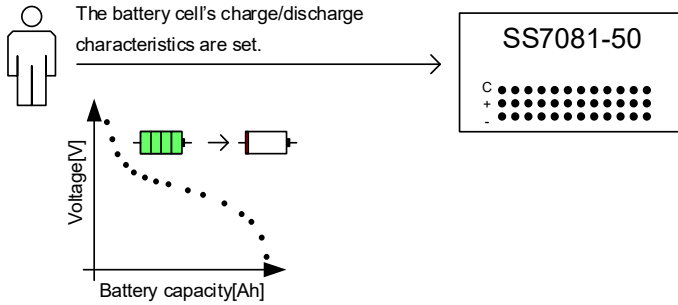 The battery cell’s charge/discharge
characteristics are set.
SS7081-50
C
+
-
Voltage[V]
Battery capacity[Ah]